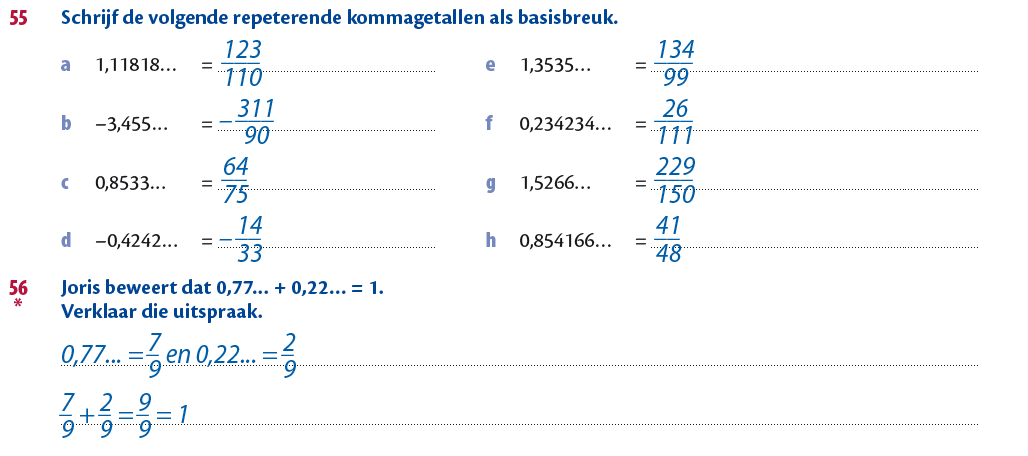 55 Schrijf de volgende repeterende kommagetallen als basisbreuk.
a 1,11818... = 123/110
e 1,3535... = 134/99
b −3,455... = −311/90
f 0,234234... = 26/111
c 0,8533... = 64/75
g 1,5266... = 229/150
d −0,4242... = −14/33
h 0,854166... = 41/48
56 Joris beweert dat 0,77... + 0,22... = 1.
* Verklaar die uitspraak.
0,77... = 7/9 en 0,22... = 2/9
7/9 + 2/9 = 9/9 = 1